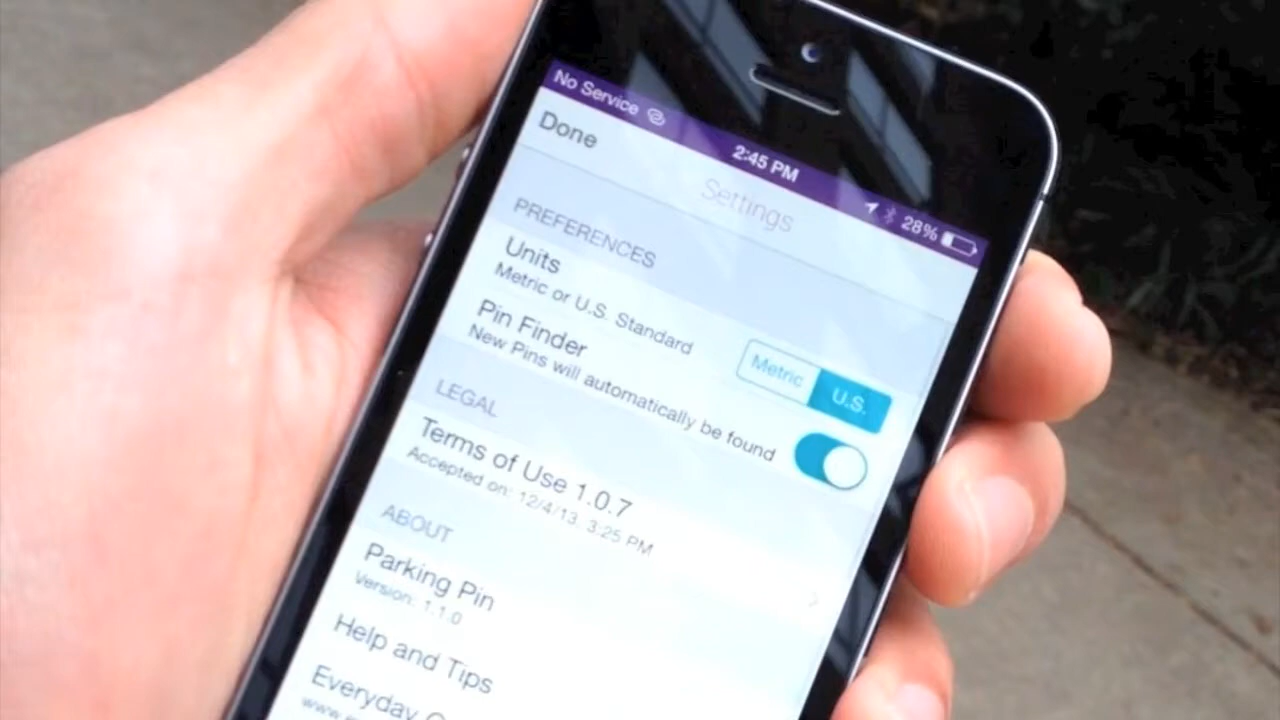 No Service
2:45 PM
28%
Done
Settings
PREFERENCES
Units
Metric or U.S. Standard
Metric
U.S.
Pin Finder
New Pins will automatically be found
LEGAL
Terms of Use 1.0.7
Accepted on: 12/4/13, 3:25 PM
ABOUT
Parking Pin
Version: 1.1.0
Help and Tips
Everyday